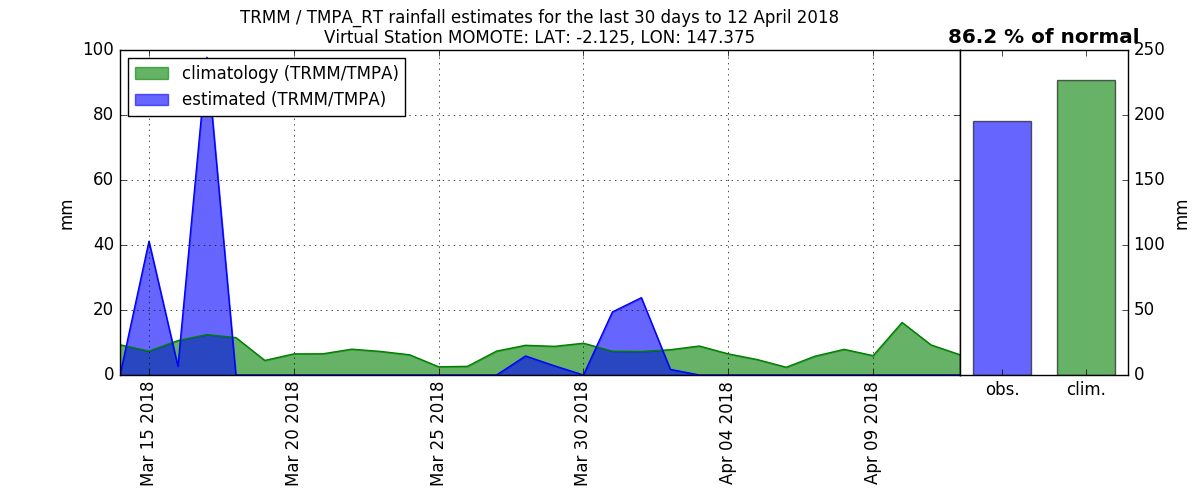 TRMM / TMPA_RT rainfall estimates for the last 30 days to 12 April 2018
Virtual Station MOMOTE: LAT: -2.125, LON: 147.375
86.2 % of normal
climatology (TRMM/TMPA)
estimated (TRMM/TMPA)
100
80
60
40
20
0
mm
250
200
150
100
50
0
mm
Mar 15 2018
Mar 20 2018
Mar 25 2018
Mar 30 2018
Apr 04 2018
Apr 09 2018
obs.
clim.